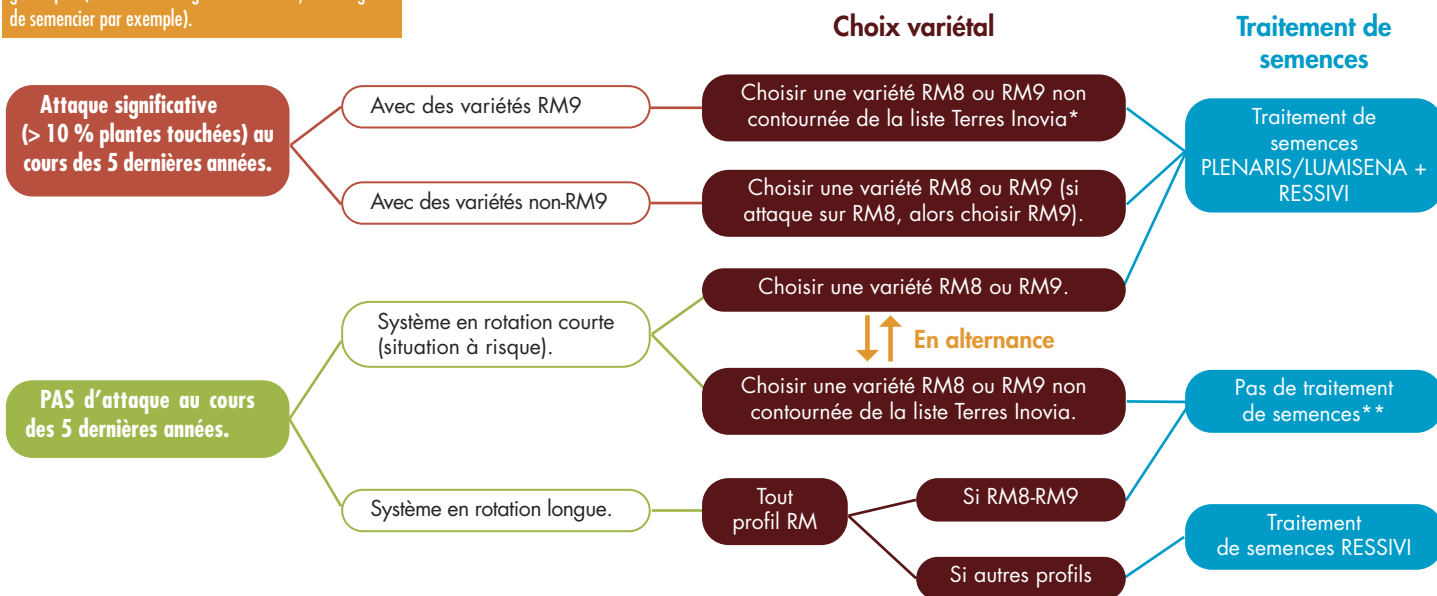 de semencier par exemple).
Choix variétal
Traitement de
semences
Attaque significative
(> 10 % plantes touchées) au
cours des 5 dernières années.
Avec des variétés RM9
Choisir une variété RM8 ou RM9 non
contournée de la liste Terres Inovia*
Traitement de
semences
PLENARIS/LUMISENA +
RESSIVI
Avec des variétés non-RM9
Choisir une variété RM8 ou RM9 (si
attaque sur RM8, alors choisir RM9).
PAS d'attaque au cours
des 5 dernières années.
Système en rotation courte
(situation à risque).
Choisir une variété RM8 ou RM9.
En alternance
Choisir une variété RM8 ou RM9 non
contournée de la liste Terres Inovia.
Pas de traitement
de semences**
Système en rotation longue.
Tout
profil RM
Si RM8-RM9
Si autres profils
Traitement
de semences RESSIVI